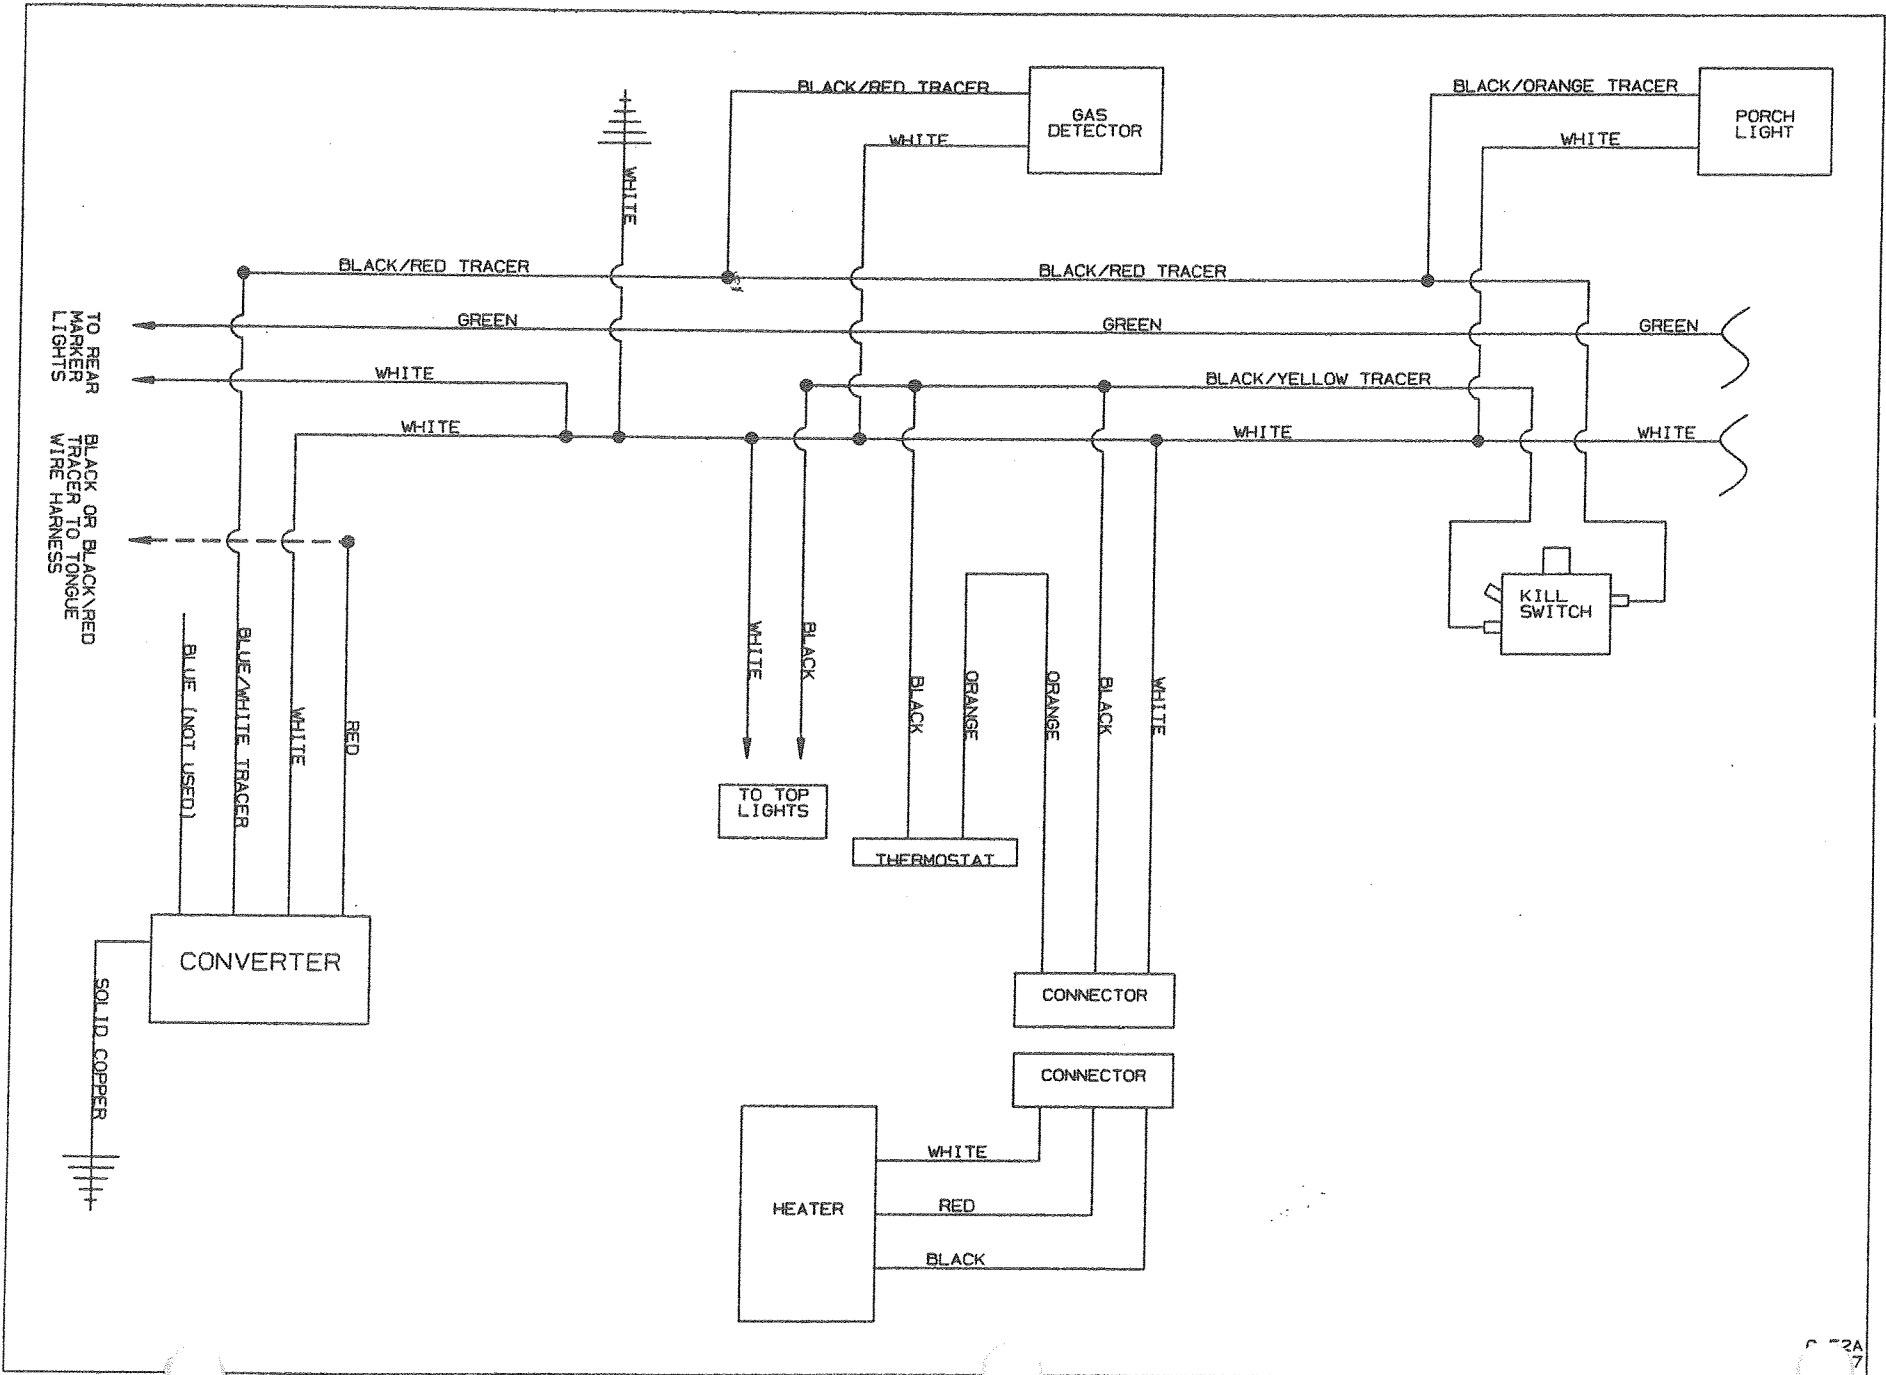 BLACK/RED TRACER
GAS
DETECTOR
WHITE
BLACK/ORANGE TRACER
PORCH
LIGHT
WHITE
WHITE
BLACK/RED TRACER
BLACK/RED TRACER
TO REAR
MARKER
LIGHTS
GREEN
GREEN
GREEN
WHITE
BLACK/YELLOW TRACER
WHITE
WHITE
WHITE
BLACK OR BLACK\RED
TRACER TO TONGUE
WIRE HARNESS
KILL
SWITCH
BLUE (NOT USED)
BLUE/WHITE TRACER
WHITE
RED
WHITE
BLACK
BLACK
ORANGE
ORANGE
BLACK
WHITE
TO TOP
LIGHTS
THERMOSTAT
CONVERTER
SOLID COPPER
CONNECTOR
CONNECTOR
HEATER
WHITE
RED
BLACK